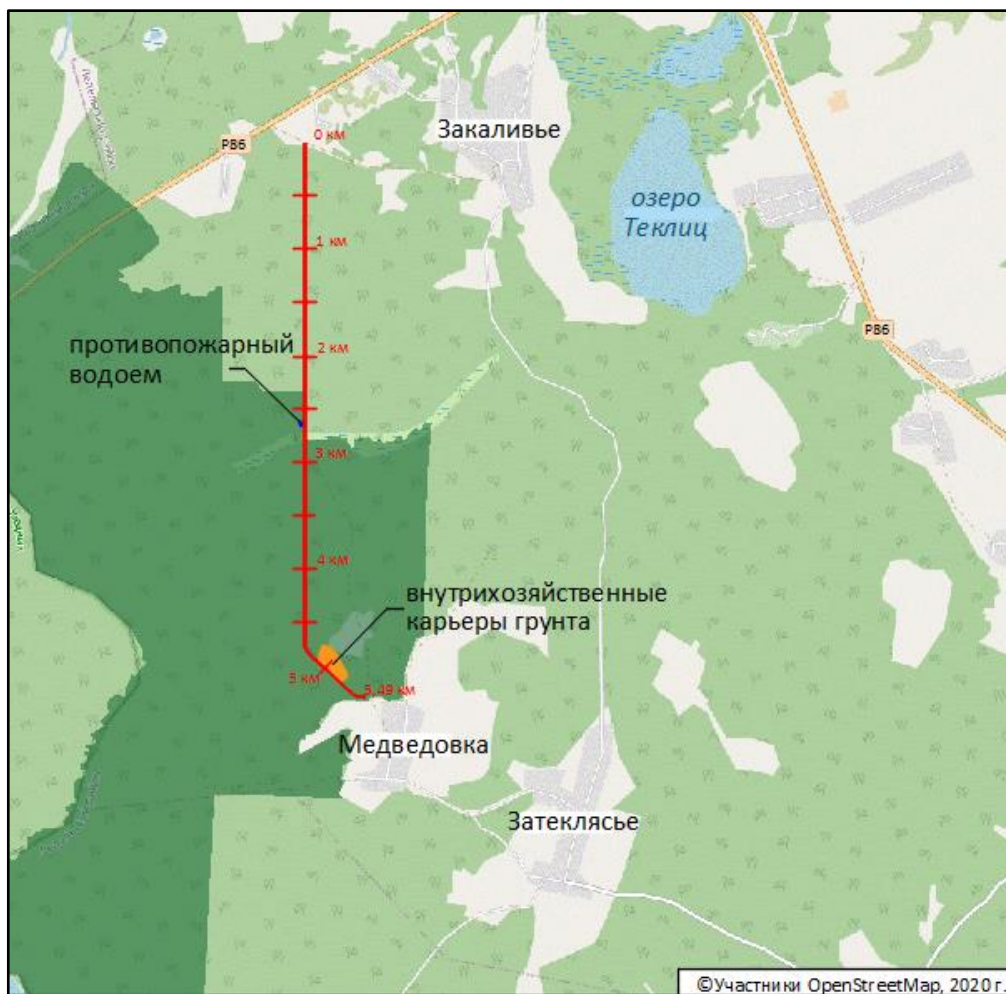 Закаливье
0 км
Р86
озеро
Теклиц
1 км
Р86
противопожарный
водоем
2 км
3 км
4 км
внутрихозяйственные
карьеры грунта
5 км
5,49 км
Медведовка
Затеклясье
©Участники OpenStreetMap, 2020 г.